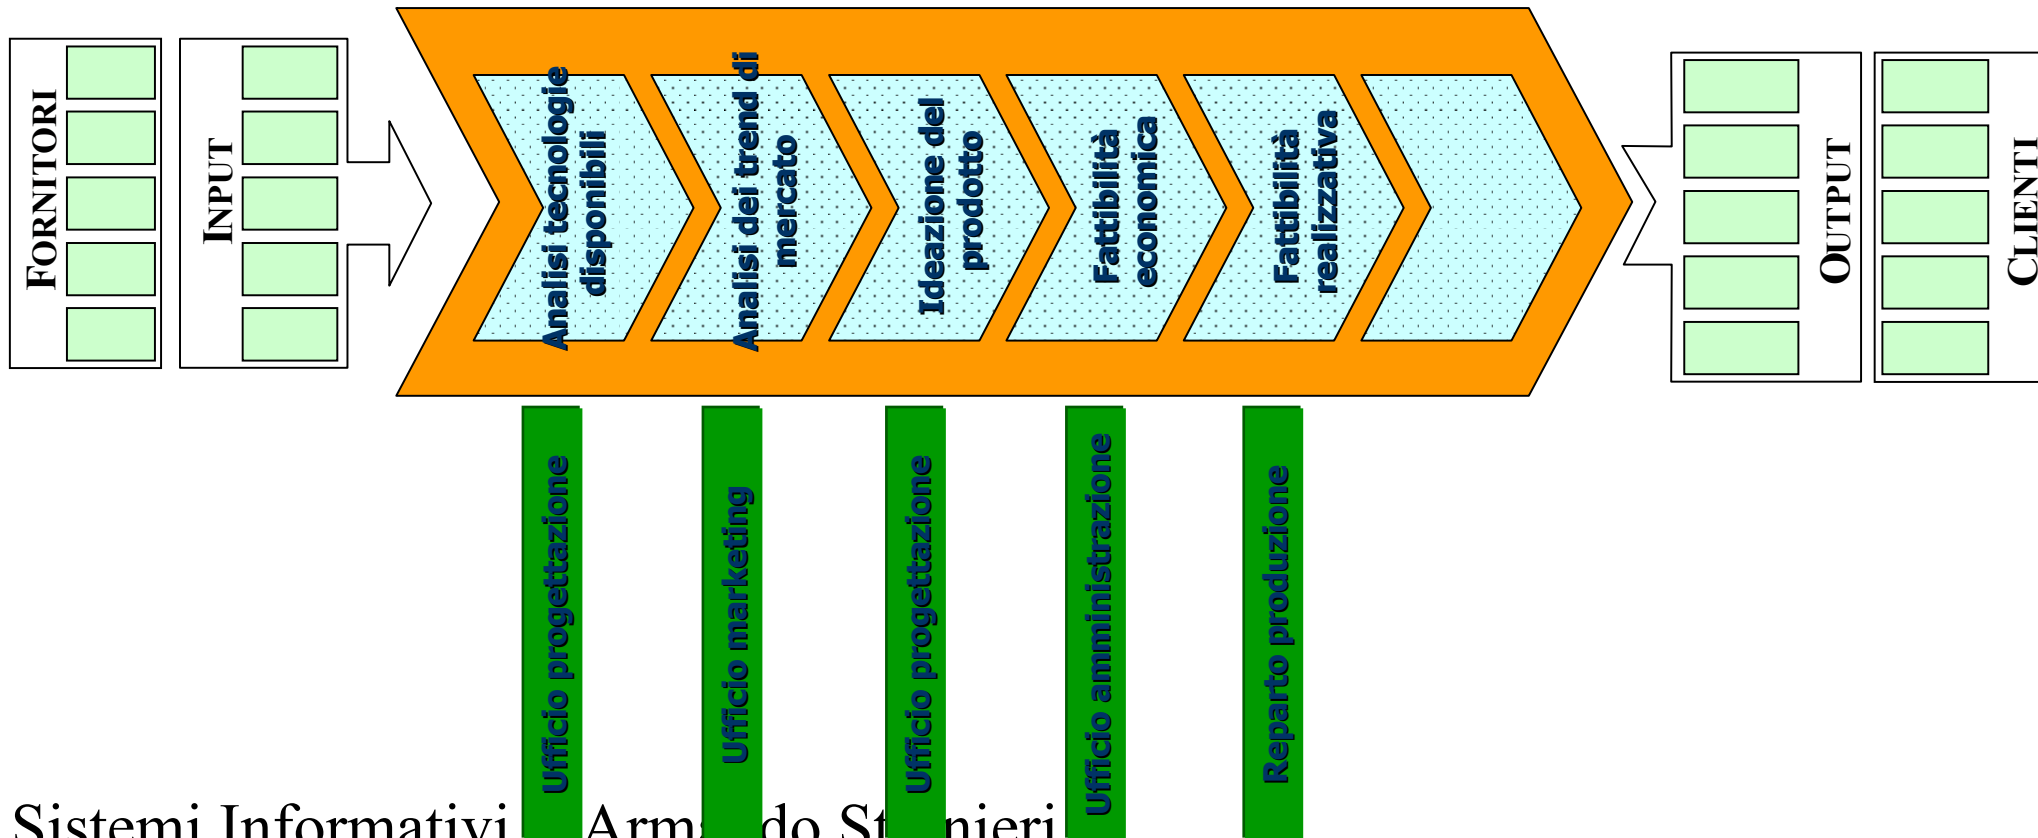 FORNITORI
INPUT
Analisi tecnologie
disponibili
Analisi dei trend di
mercato
Ideazione del
prodotto
Fattibilità
economica
Fattibilità
realizzativa
OUTPUT
CLIENTI
Ufficio progettazione
Ufficio marketing
Ufficio progettazione
Ufficio amministrazione
Reparto produzione
Sistemi Informativi